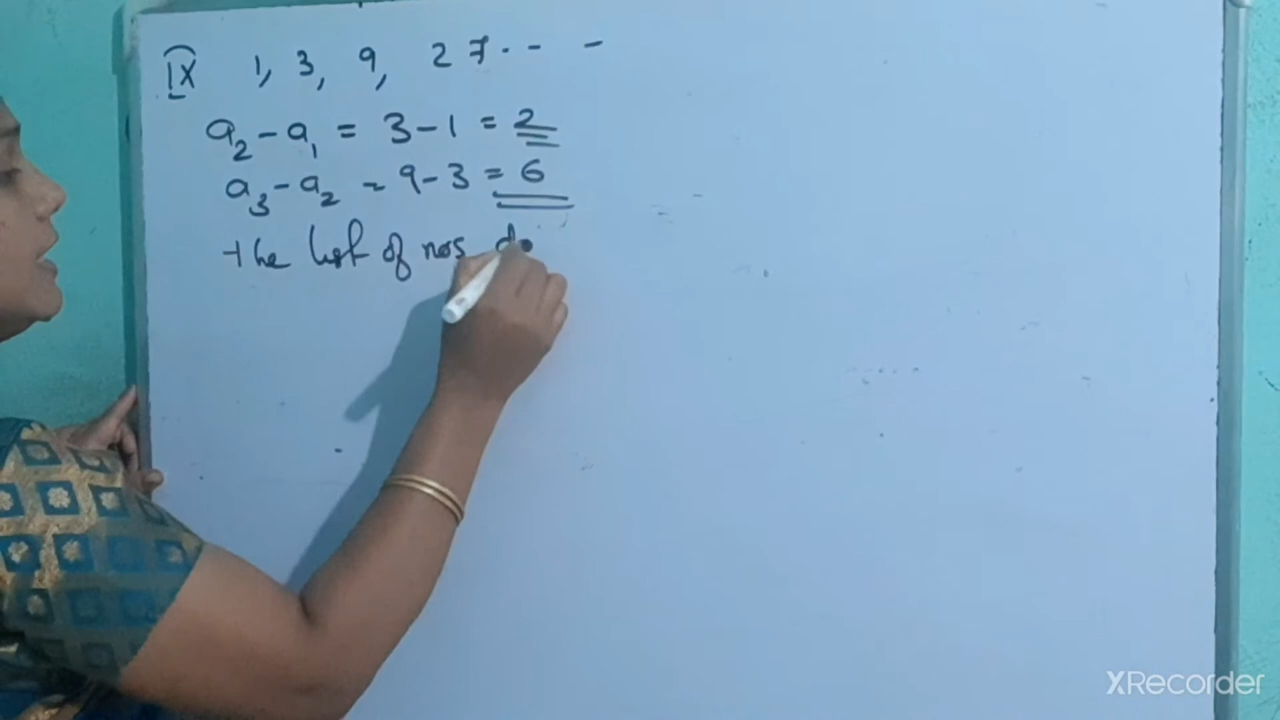 IX 1, 3, 9, 27 . - - -
a₂ - a₁ = 3 - 1 = 2
a₃ - a₂ = 9 - 3 = 6
the list of nos do
XRecorder